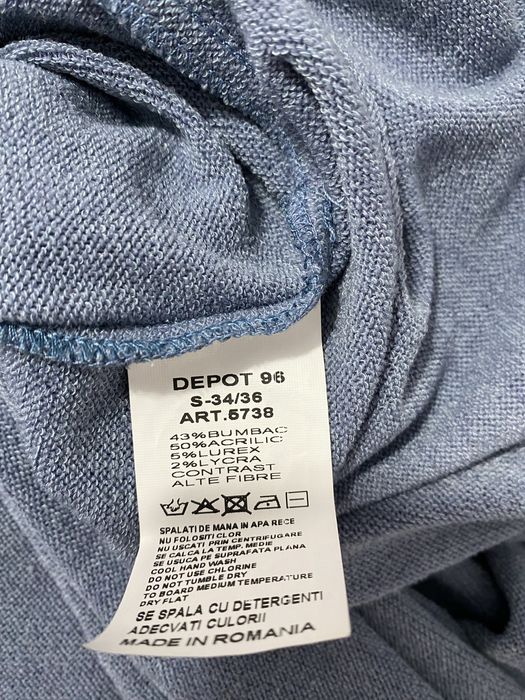 DEPOT 96
S-34/36
ART.5738
43%BUMBAC
50%ACRILIC
5%LUREX
2%LYCRA
CONTRAST
ALTE FIBRE
SPALATI DE MANA IN APA RECE
NU FOLOSITI CLOR
NU USCATI PRIN CENTRIFUGARE
SE CALCA LA TEMP. MEDIE
SE USUCA PE SUPRAFATA PLANA
COOL HAND WASH
DO NOT USE CHLORINE
DO NOT TUMBLE DRY
TO BOARD MEDIUM TEMPERATURE
DRY FLAT
SE SPALA CU DETERGENTI
ADECVATI CULORII
MADE IN ROMANIA